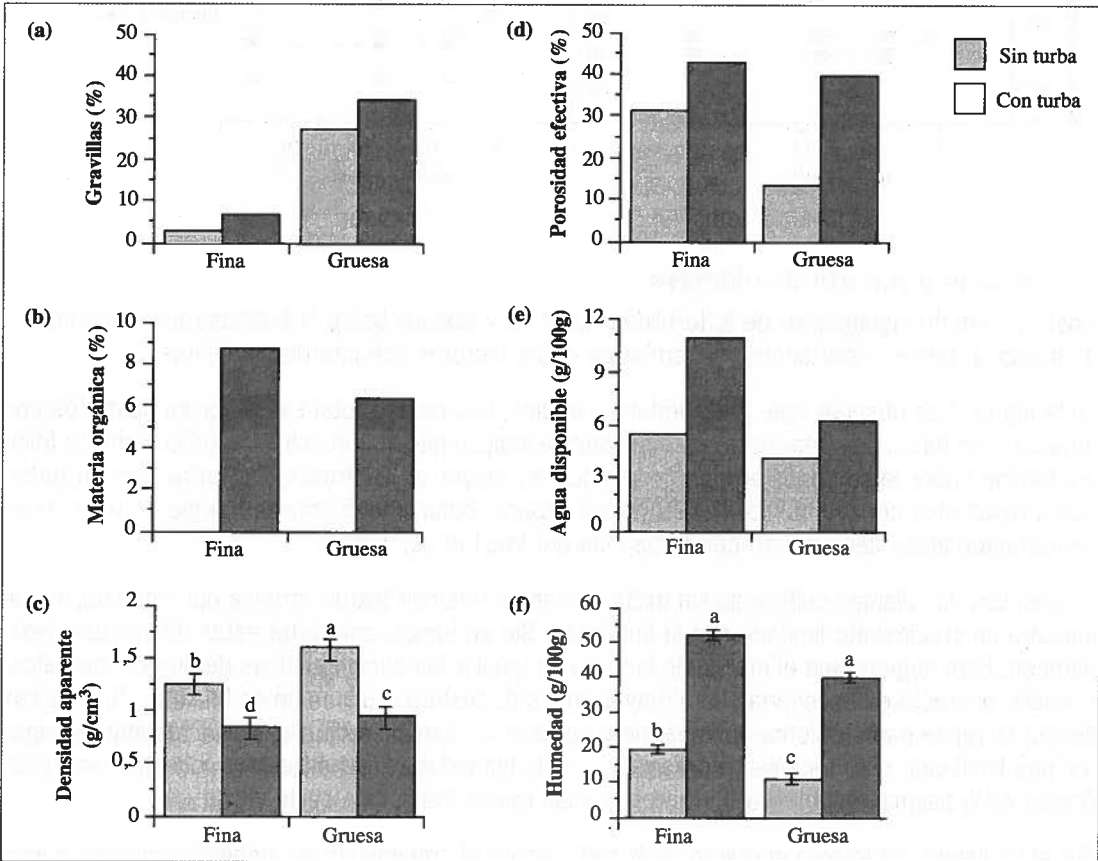 (a)
Gravillas (%)
50
40
30
20
10
0
Fina
Gruesa
(d)
Porosidad efectiva (%)
50
40
30
40
10
0
Fina
Gruesa
Sin turba
Con turba
(b)
Materia orgánica (%)
10
8
6
4
2
0
Fina
Gruesa
(e)
Agua disponible (g/100g)
12
9
6
3
0
Fina
Gruesa
(c)
Densidad aparente
(g/cm³)
2
1,5
1
0,5
0
b
d
a
c
Fina
Gruesa
(f)
Humedad (g/100g)
60
50
40
30
20
10
0
b
a
c
a
Fina
Gruesa